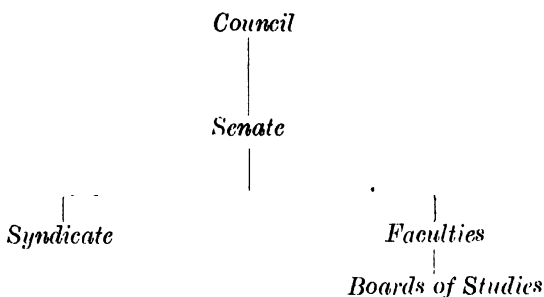 Council
Senate
Syndicate
Faculties
Boards of Studies